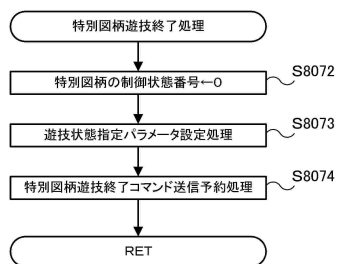 特別図柄遊技終了処理
特別図柄の制御状態番号←0
S8072
遊技状態指定パラメータ設定処理
S8073
特別図柄遊技終了コマンド送信予約処理
S8074
RET